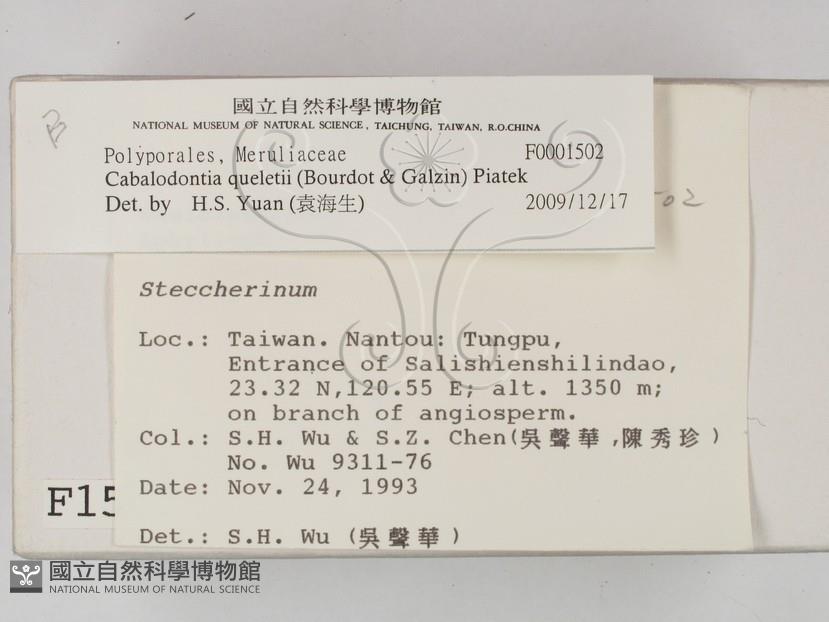 國立自然科學博物館
NATIONAL MUSEUM OF NATURAL SCIENCE, TAICHUNG, TAIWAN, R.O.CHINA
Polyporales, Meruliaceae F0001502
Cabalodontia queletii (Bourdot & Galzin) Piatek
Det. by H.S. Yuan (袁海生) 2009/12/17
02
Steccherinum
Loc.: Taiwan. Nantou: Tungpu,
Entrance of Salishienshilindao,
23.32 N,120.55 E; alt. 1350 m;
on branch of angiosperm.
Col.: S.H. Wu & S.Z. Chen(吳聲華,陳秀珍)
No. Wu 9311-76
Date: Nov. 24, 1993
F15
Det.: S.H. Wu (吳聲華)
國立自然科學博物館
NATIONAL MUSEUM OF NATURAL SCIENCE